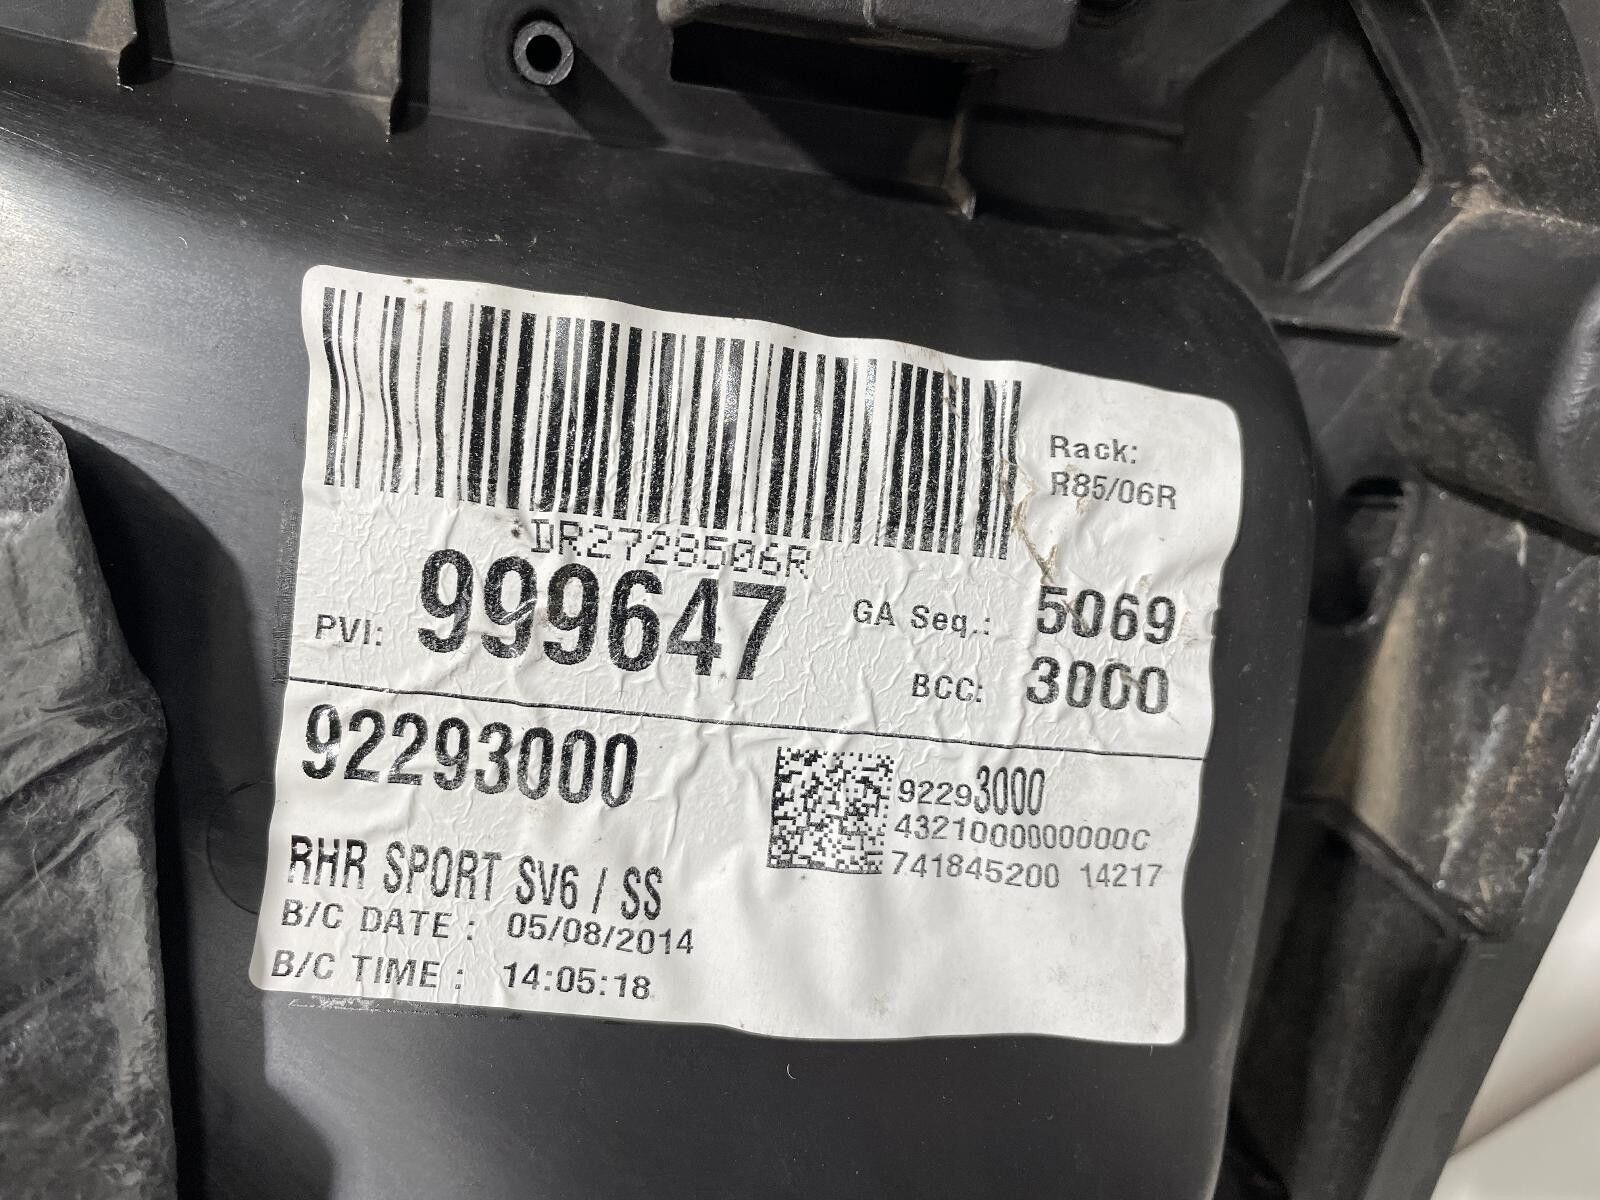 Rack:
R85/06R
DR2728506R
PVI: 999647
GA Seq.: 5069
BCC: 3000
92293000
RHR SPORT SV6 / SS
B/C DATE : 05/08/2014
B/C TIME : 14:05:18
92293000
4321000000000C
741845200 14217